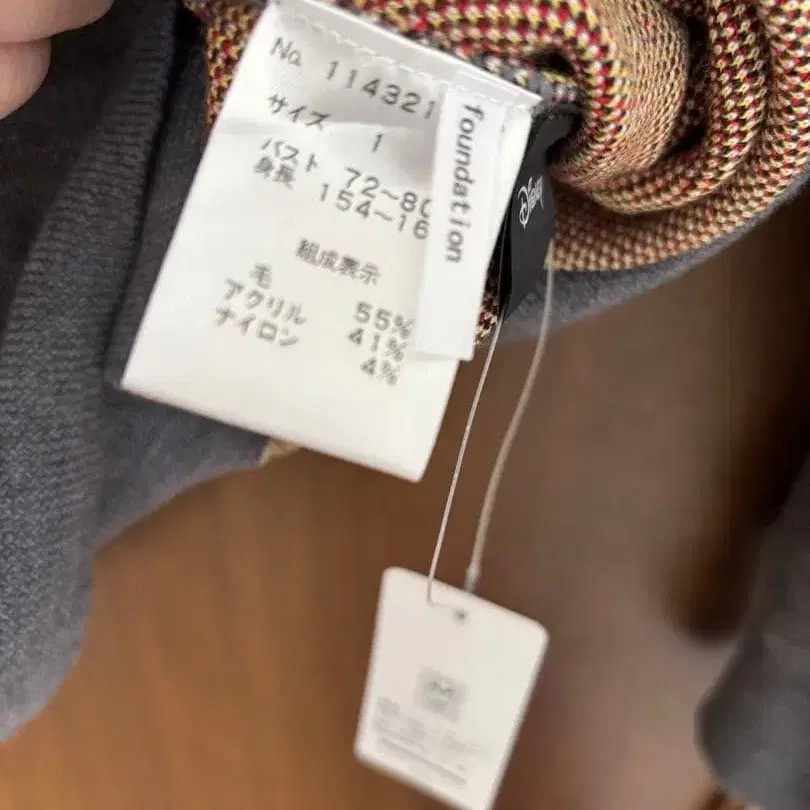 No 114321
サイズ 1
バスト 72~80
身長 154~16
組成表示
毛 55%
アクリル 41%
ナイロン 4%
foundation
Disney